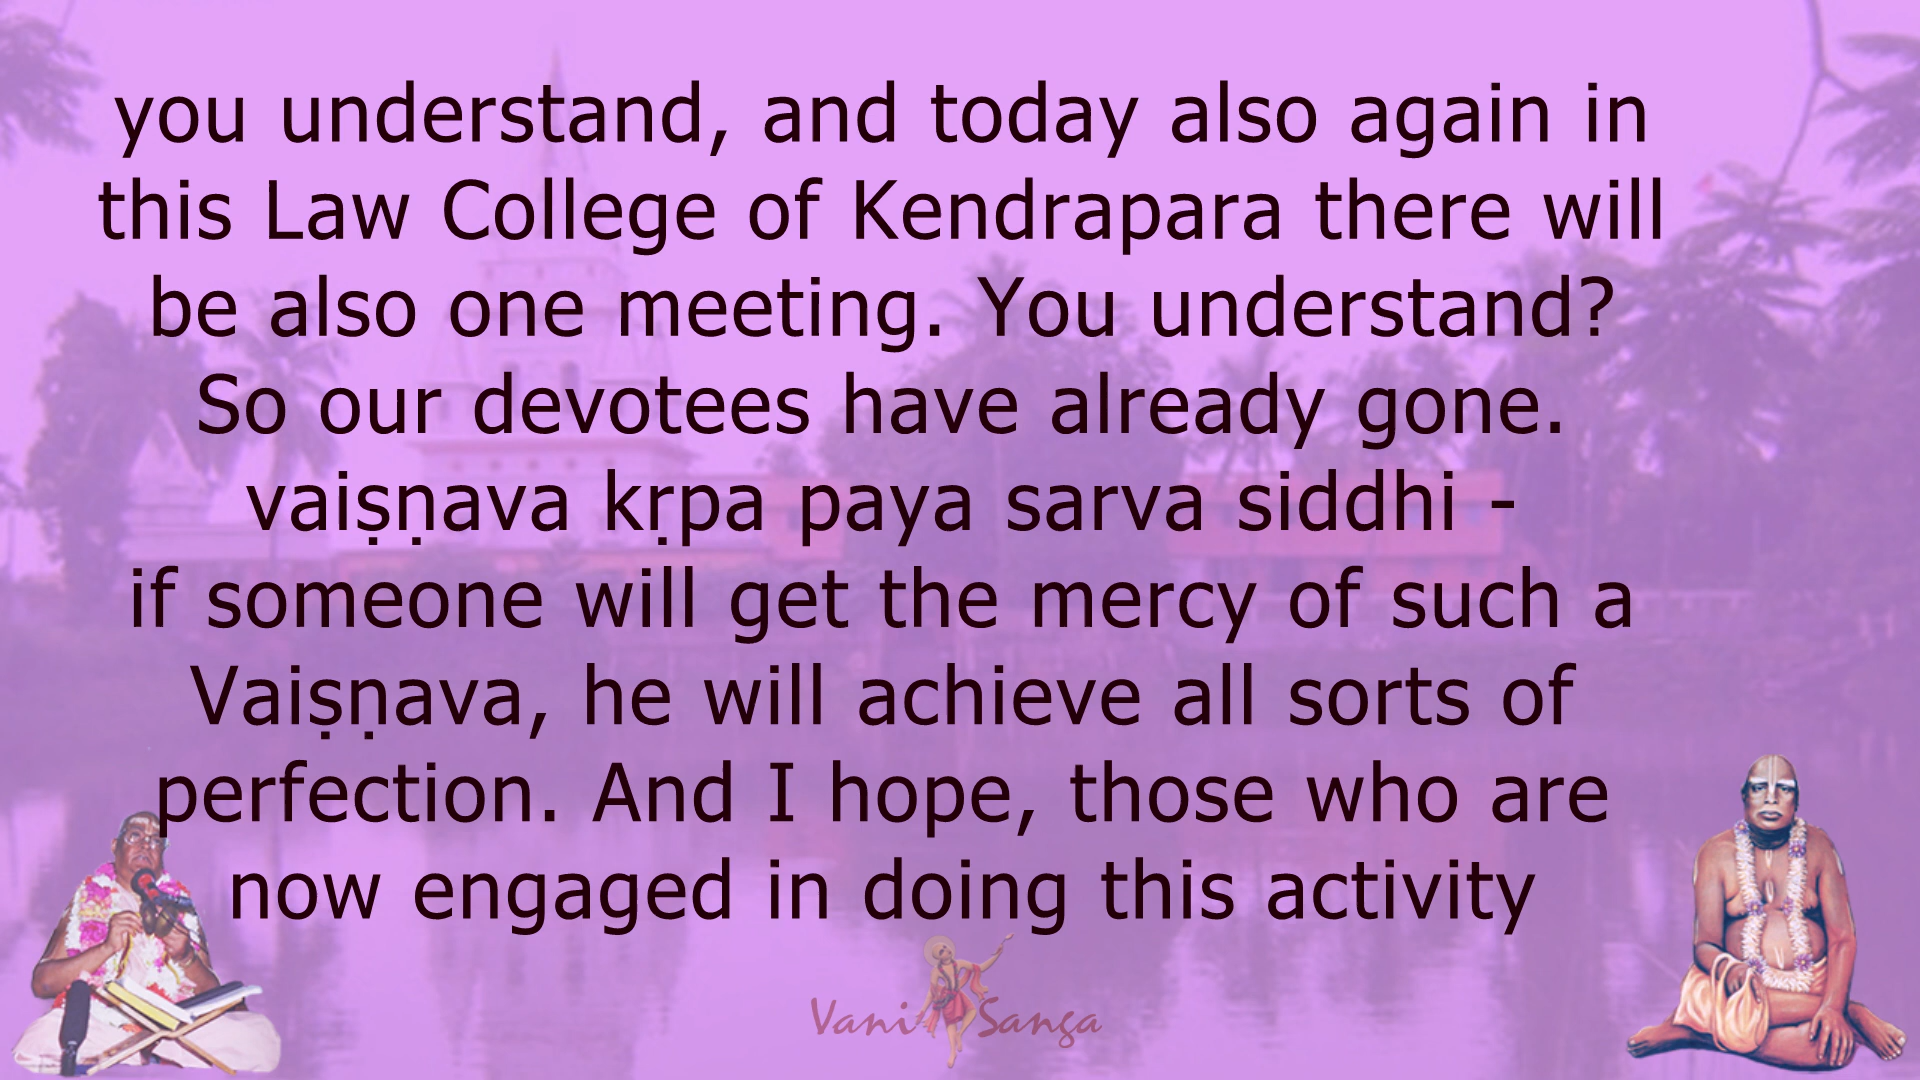 you understand, and today also again in
this Law College of Kendrapara there will
be also one meeting. You understand?
So our devotees have already gone.
vaiṣṇava kṛpa paya sarva siddhi -
if someone will get the mercy of such a
Vaiṣṇava, he will achieve all sorts of
perfection. And I hope, those who are
now engaged in doing this activity
Vani Sanga